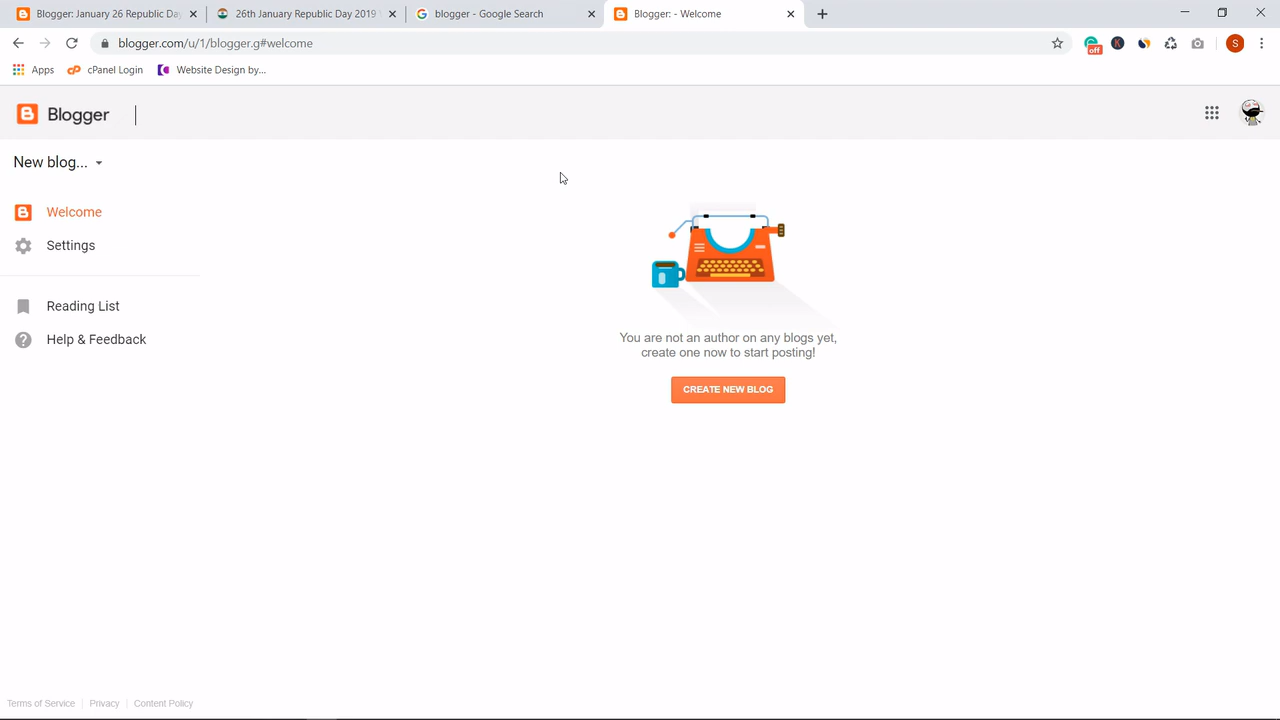 Blogger: January 26 Republic Day
26th January Republic Day 2019
blogger - Google Search
Blogger: - Welcome
blogger.com/u/1/blogger.g#welcome
off
K
S
Apps
cPanel Login
Website Design by...
Blogger
New blog...
Welcome
Settings
Reading List
Help & Feedback
You are not an author on any blogs yet,
create one now to start posting!
CREATE NEW BLOG
Terms of Service
Privacy
Content Policy